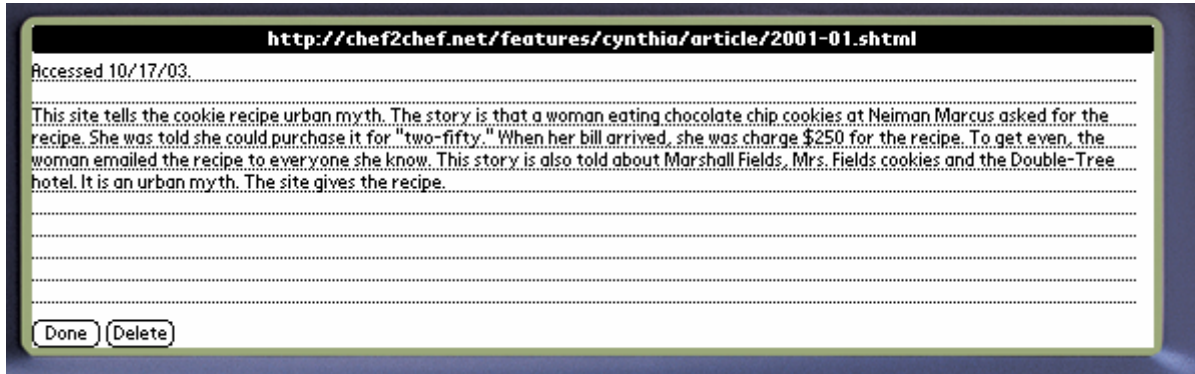 http://chef2chef.net/features/cynthia/article/2001-01.shtml
Accessed 10/17/03.
This site tells the cookie recipe urban myth. The story is that a woman eating chocolate chip cookies at Neiman Marcus asked for the
recipe. She was told she could purchase it for "two-fifty." When her bill arrived, she was charge $250 for the recipe. To get even, the
woman emailed the recipe to everyone she know. This story is also told about Marshall Fields, Mrs. Fields cookies and the Double-Tree
hotel. It is an urban myth. The site gives the recipe.
Done Delete